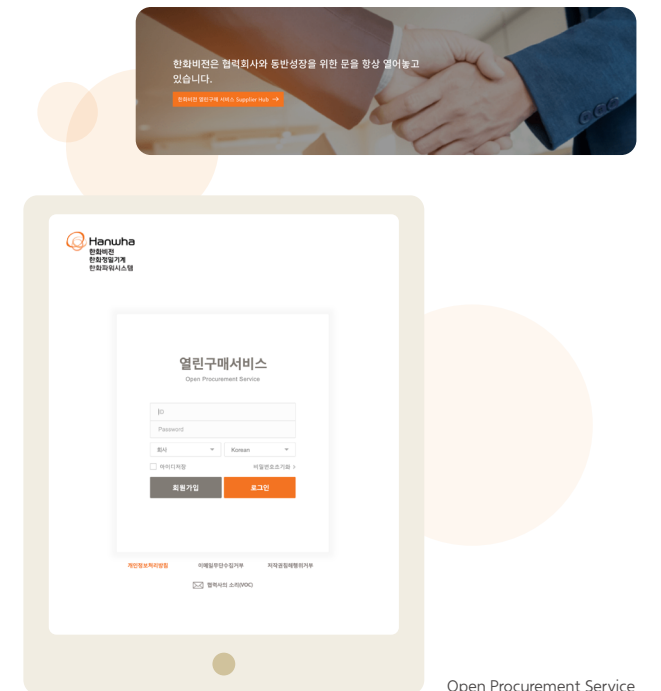 한화비전은 협력회사와 동반성장을 위한 문을 항상 열어놓고
있습니다.
한화비전 열린구매 서비스 Supplier Hub →
Hanwha
한화비전
한화정밀기계
한화파워시스템
열린구매서비스
Open Procurement Service
ID
Password
회사 Korean
아이디저장 비밀번호초기화 >
회원가입 로그인
개인정보처리방침 이메일무단수집거부 저작권침해행위거부
협력사의 소리(VOC)
Open Procurement Service